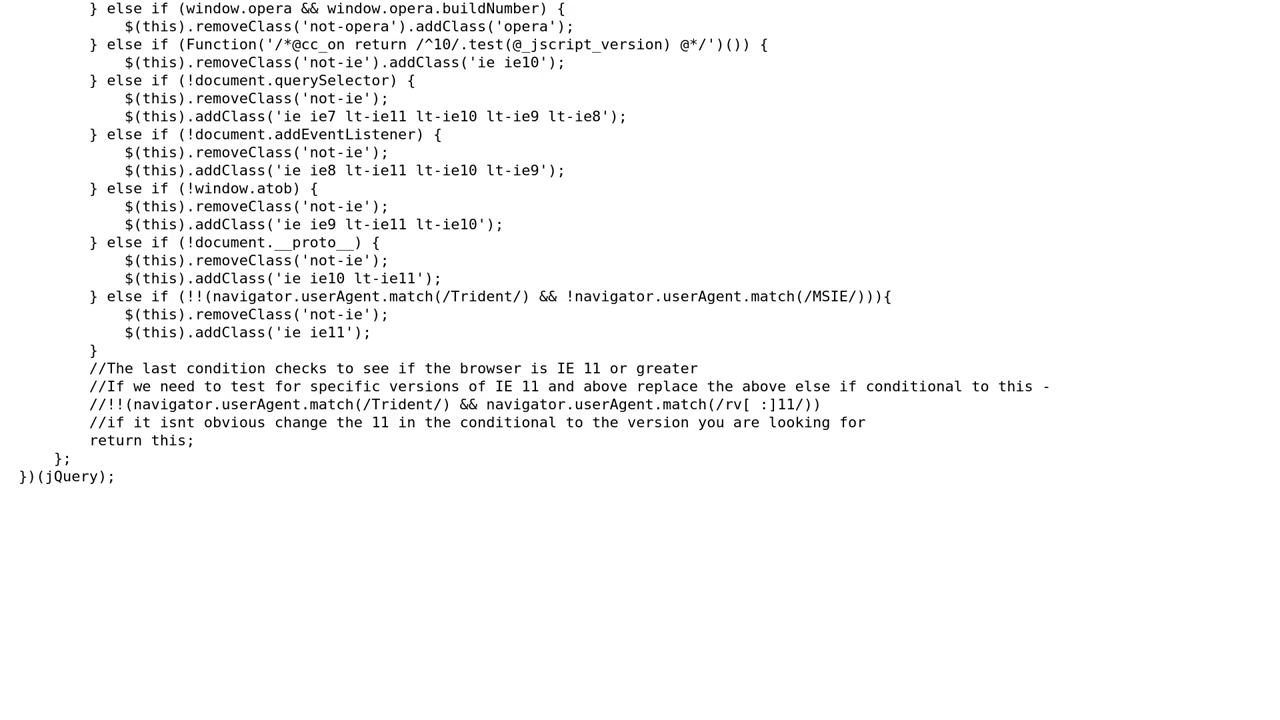 } else if (window.opera && window.opera.buildNumber) {
            $(this).removeClass('not-opera').addClass('opera');
        } else if (Function('/*@cc_on return /^10/.test(@_jscript_version) @*/')()) {
            $(this).removeClass('not-ie').addClass('ie ie10');
        } else if (!document.querySelector) {
            $(this).removeClass('not-ie');
            $(this).addClass('ie ie7 lt-ie11 lt-ie10 lt-ie9 lt-ie8');
        } else if (!document.addEventListener) {
            $(this).removeClass('not-ie');
            $(this).addClass('ie ie8 lt-ie11 lt-ie10 lt-ie9');
        } else if (!window.atob) {
            $(this).removeClass('not-ie');
            $(this).addClass('ie ie9 lt-ie11 lt-ie10');
        } else if (!document.__proto__) {
            $(this).removeClass('not-ie');
            $(this).addClass('ie ie10 lt-ie11');
        } else if (!!(navigator.userAgent.match(/Trident/) && !navigator.userAgent.match(/MSIE/))){
            $(this).removeClass('not-ie');
            $(this).addClass('ie ie11');
        }
        //The last condition checks to see if the browser is IE 11 or greater
        //If we need to test for specific versions of IE 11 and above replace the above else if conditional to this -
        //!!(navigator.userAgent.match(/Trident/) && navigator.userAgent.match(/rv[ :]11/))
        //if it isnt obvious change the 11 in the conditional to the version you are looking for
        return this;
    };
})(jQuery);